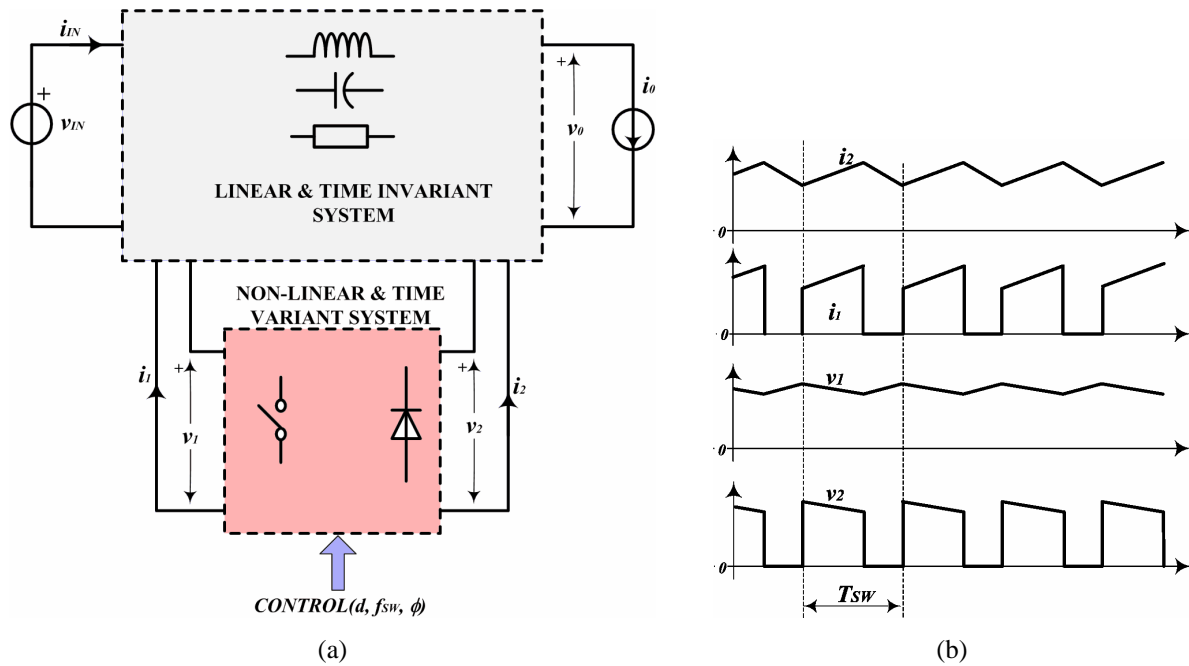 iIN
+
vIN
LINEAR & TIME INVARIANT
SYSTEM
+
v0
i0
NON-LINEAR & TIME
VARIANT SYSTEM
i1
+
v1
+
v2
i2
CONTROL(d, fSW, ϕ)
(a)
i2
0
i1
0
v1
0
v2
0
TSW
(b)